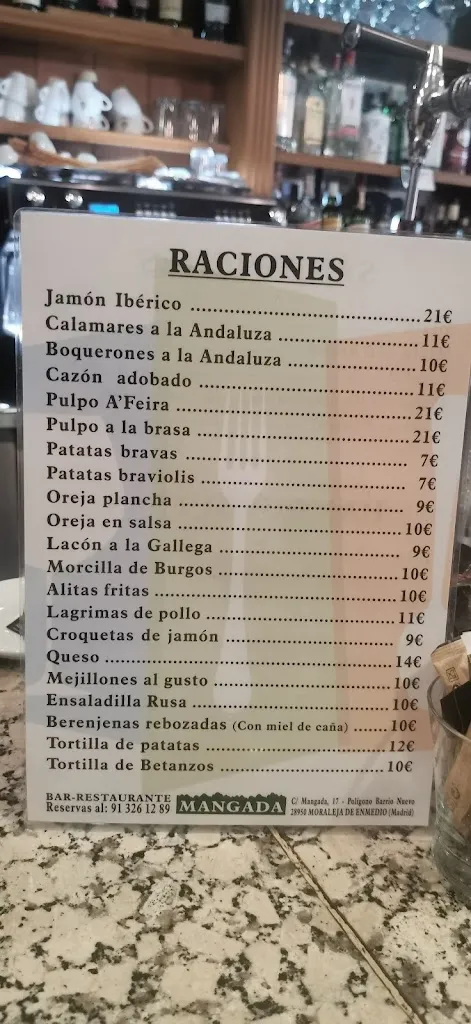 RACIONES
Jamón Ibérico ........................................ 21€
Calamares a la Andaluza ........................ 11€
Boquerones a la Andaluza ...................... 10€
Cazón adobado ..................................... 11€
Pulpo A'Feira ......................................... 21€
Pulpo a la brasa ..................................... 21€
Patatas bravas ...................................... 7€
Patatas braviolis .................................... 7€
Oreja plancha ........................................ 9€
Oreja en salsa ........................................ 10€
Lacón a la Gallega ................................. 9€
Morcilla de Burgos ................................. 10€
Alitas fritas ............................................ 10€
Lagrimas de pollo ................................... 11€
Croquetas de jamón ............................... 9€
Queso .................................................... 14€
Mejillones al gusto ................................. 10€
Ensaladilla Rusa ..................................... 10€
Berenjenas rebozadas (Con miel de caña) ....... 10€
Tortilla de patatas .................................. 12€
Tortilla de Betanzos ................................ 10€
BAR-RESTAURANTE
Reservas al: 91 326 12 89
MANGADA
C/ Mangada, 17 - Polígozo Barrio Nuevo
28950 MORALEJA DE ENMEDIO (Madrid)